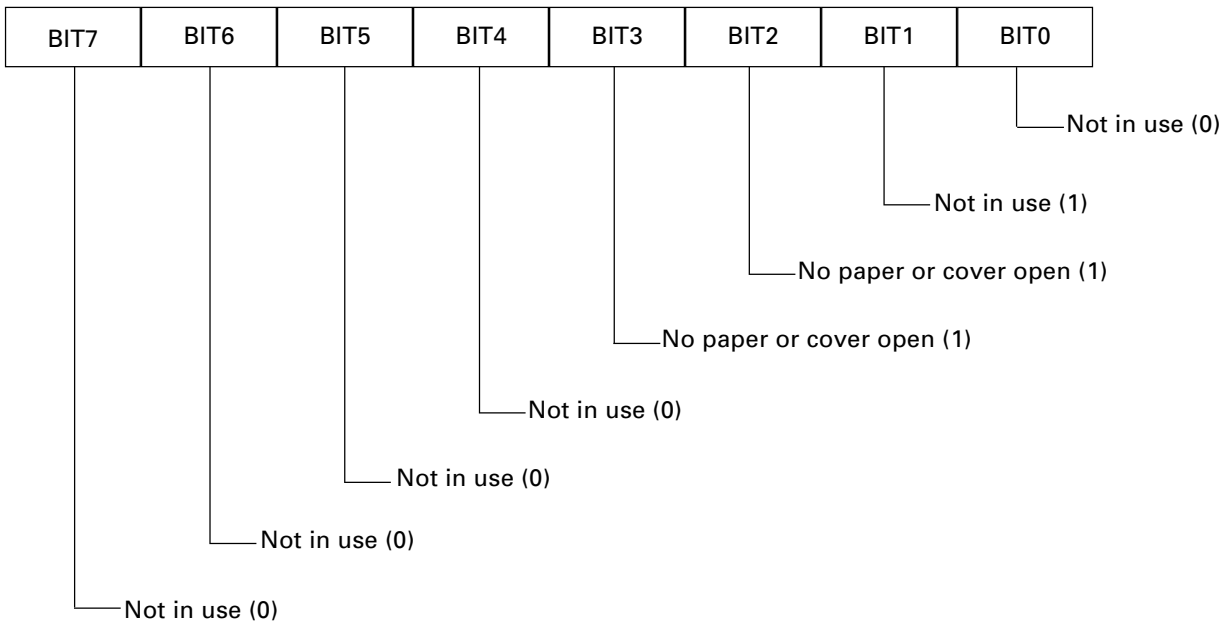 BIT7 BIT6 BIT5 BIT4 BIT3 BIT2 BIT1 BIT0
Not in use (0)
Not in use (1)
No paper or cover open (1)
No paper or cover open (1)
Not in use (0)
Not in use (0)
Not in use (0)
Not in use (0)